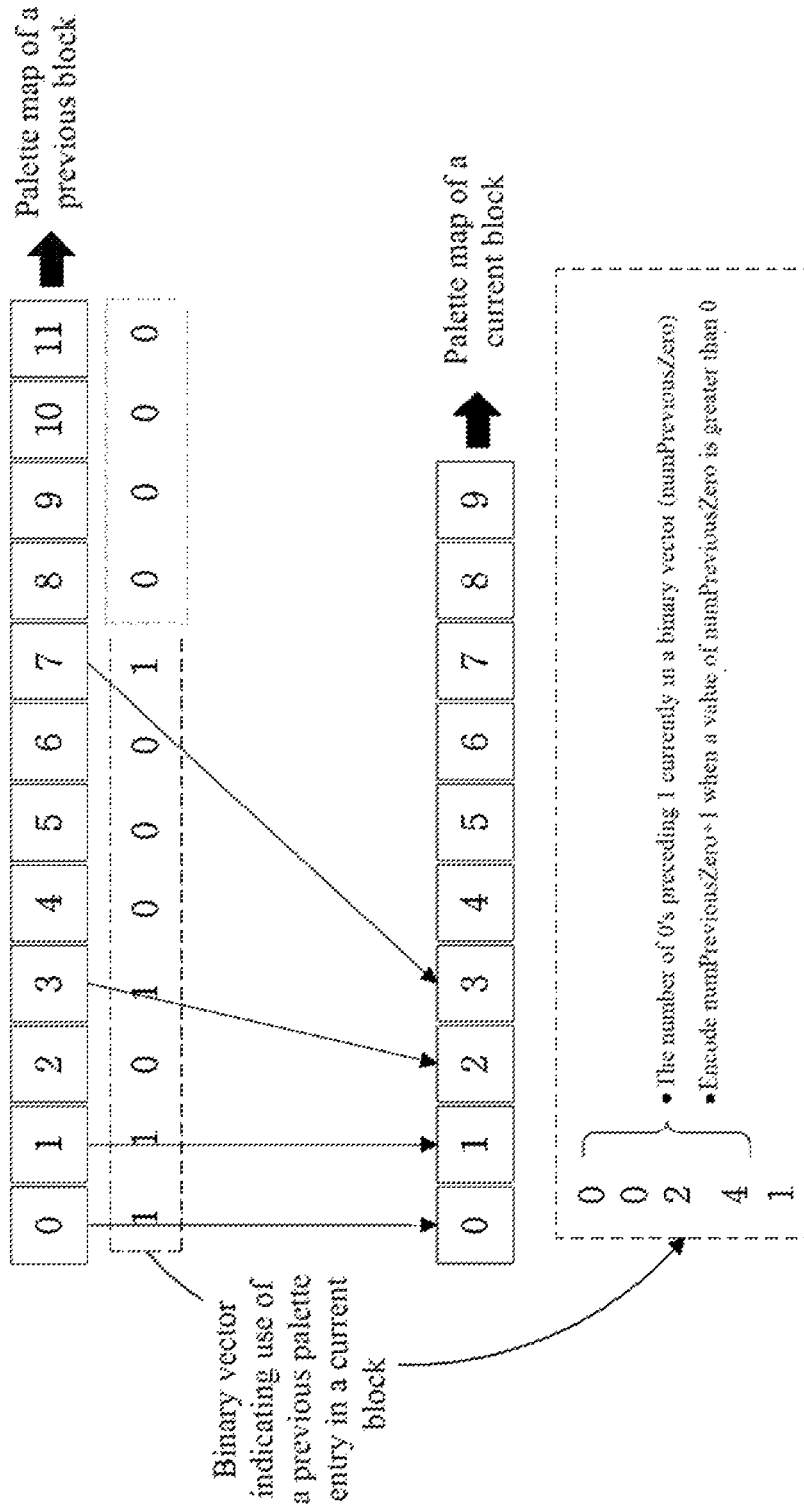 0 1 2 3 4 5 6 7 8 9 10 11
Palette map of a
previous block
1 1 0 1 0 0 0 1 0 0 0 0
Binary vector
indicating use of
a previous palette
entry in a current
block
0 1 2 3 4 5 6 7 8 9
Palette map of a
current block
0
0
2
4
1
• The number of 0's preceding 1 currently in a binary vector (numPreviousZero)
• Encode numPreviousZero+1 when a value of numPreviousZero is greater than 0